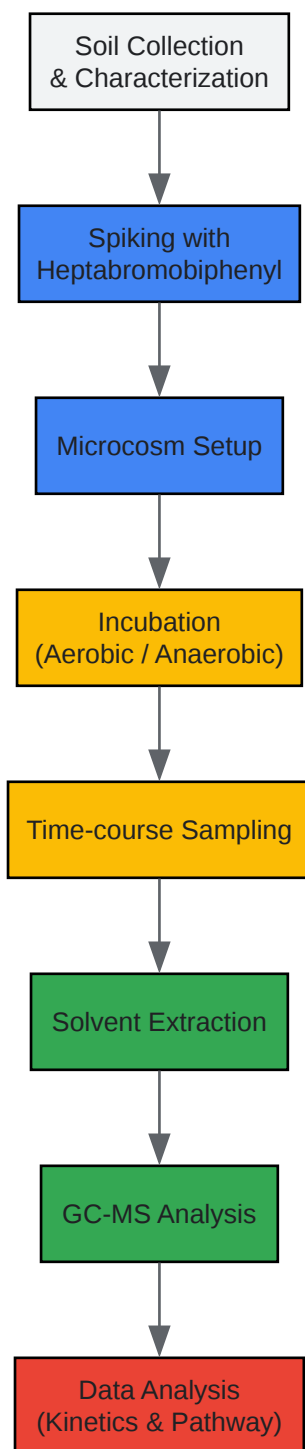 Soil Collection
& Characterization
Spiking with
Heptabromobiphenyl
Microcosm Setup
Incubation
(Aerobic / Anaerobic)
Time-course Sampling
Solvent Extraction
GC-MS Analysis
Data Analysis
(Kinetics & Pathway)